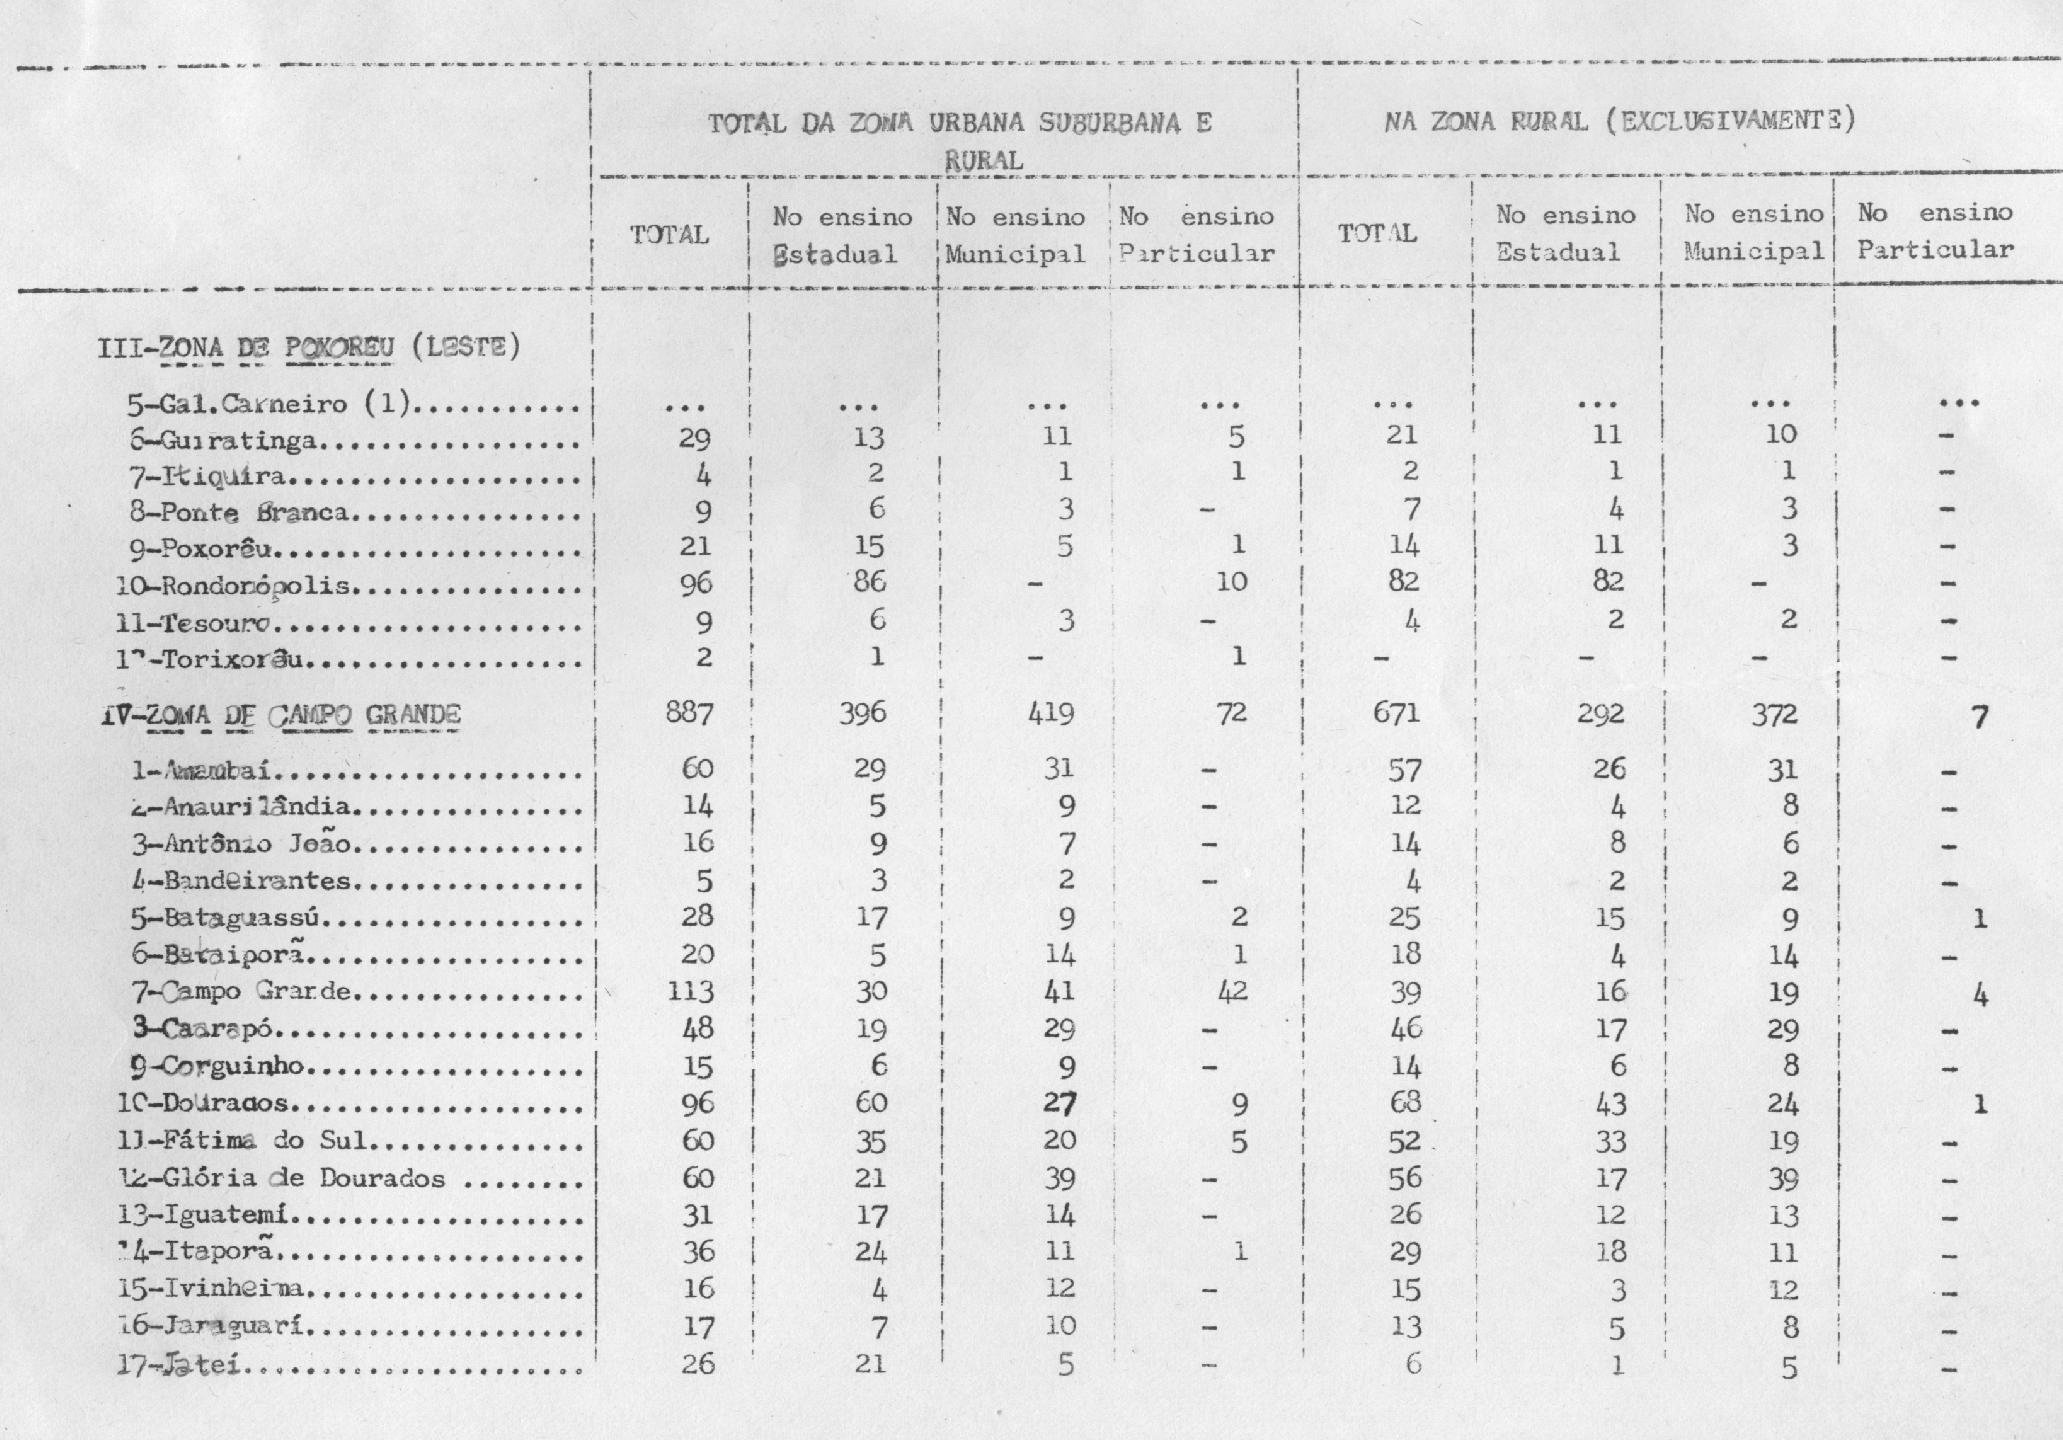 TOTAL DA ZONA URBANA SUBURBANA E RURAL NA ZONA RURAL (EXCLUSIVAMENTE)
TOTAL No ensino Estadual No ensino Municipal No ensino Particular TOTAL No ensino Estadual No ensino Municipal No ensino Particular
III-ZONA DE POXOREU (LESTE)
5-Gal.Carneiro (1)........... ... ... ... ... ... ... ... ...
6-Guiratinga................. 29 13 11 5 21 11 10 -
7-Itiquira................... 4 2 1 1 2 1 1 -
8-Ponte Branca............... 9 6 3 - 7 4 3 -
9-Poxorêu.................... 21 15 5 1 14 11 3 -
10-Rondonópolis............... 96 86 - 10 82 82 - -
11-Tesouro.................... 9 6 3 - 4 2 2 -
12-Torixorêu.................. 2 1 - 1 - - - -
IV-ZONA DE CAMPO GRANDE 887 396 419 72 671 292 372 7
1-Amambaí.................... 60 29 31 - 57 26 31 -
2-Anaurilândia............... 14 5 9 - 12 4 8 -
3-Antônio João............... 16 9 7 - 14 8 6 -
4-Bandeirantes............... 5 3 2 - 4 2 2 -
5-Bataguassú................. 28 17 9 2 25 15 9 1
6-Bataiporã.................. 20 5 14 1 18 4 14 -
7-Campo Grande............... 113 30 41 42 39 16 19 4
8-Caarapó.................... 48 19 29 - 46 17 29 -
9-Corguinho.................. 15 6 9 - 14 6 8 -
10-Dourados................... 96 60 27 9 68 43 24 1
11-Fátima do Sul.............. 60 35 20 5 52 33 19 -
12-Glória de Dourados ........ 60 21 39 - 56 17 39 -
13-Iguatemí................... 31 17 14 - 26 12 13 -
14-Itaporã.................... 36 24 11 1 29 18 11 -
15-Ivinheima.................. 16 4 12 - 15 3 12 -
16-Jaraguarí.................. 17 7 10 - 13 5 8 -
17-Jateí...................... 26 21 5 - 6 1 5 -